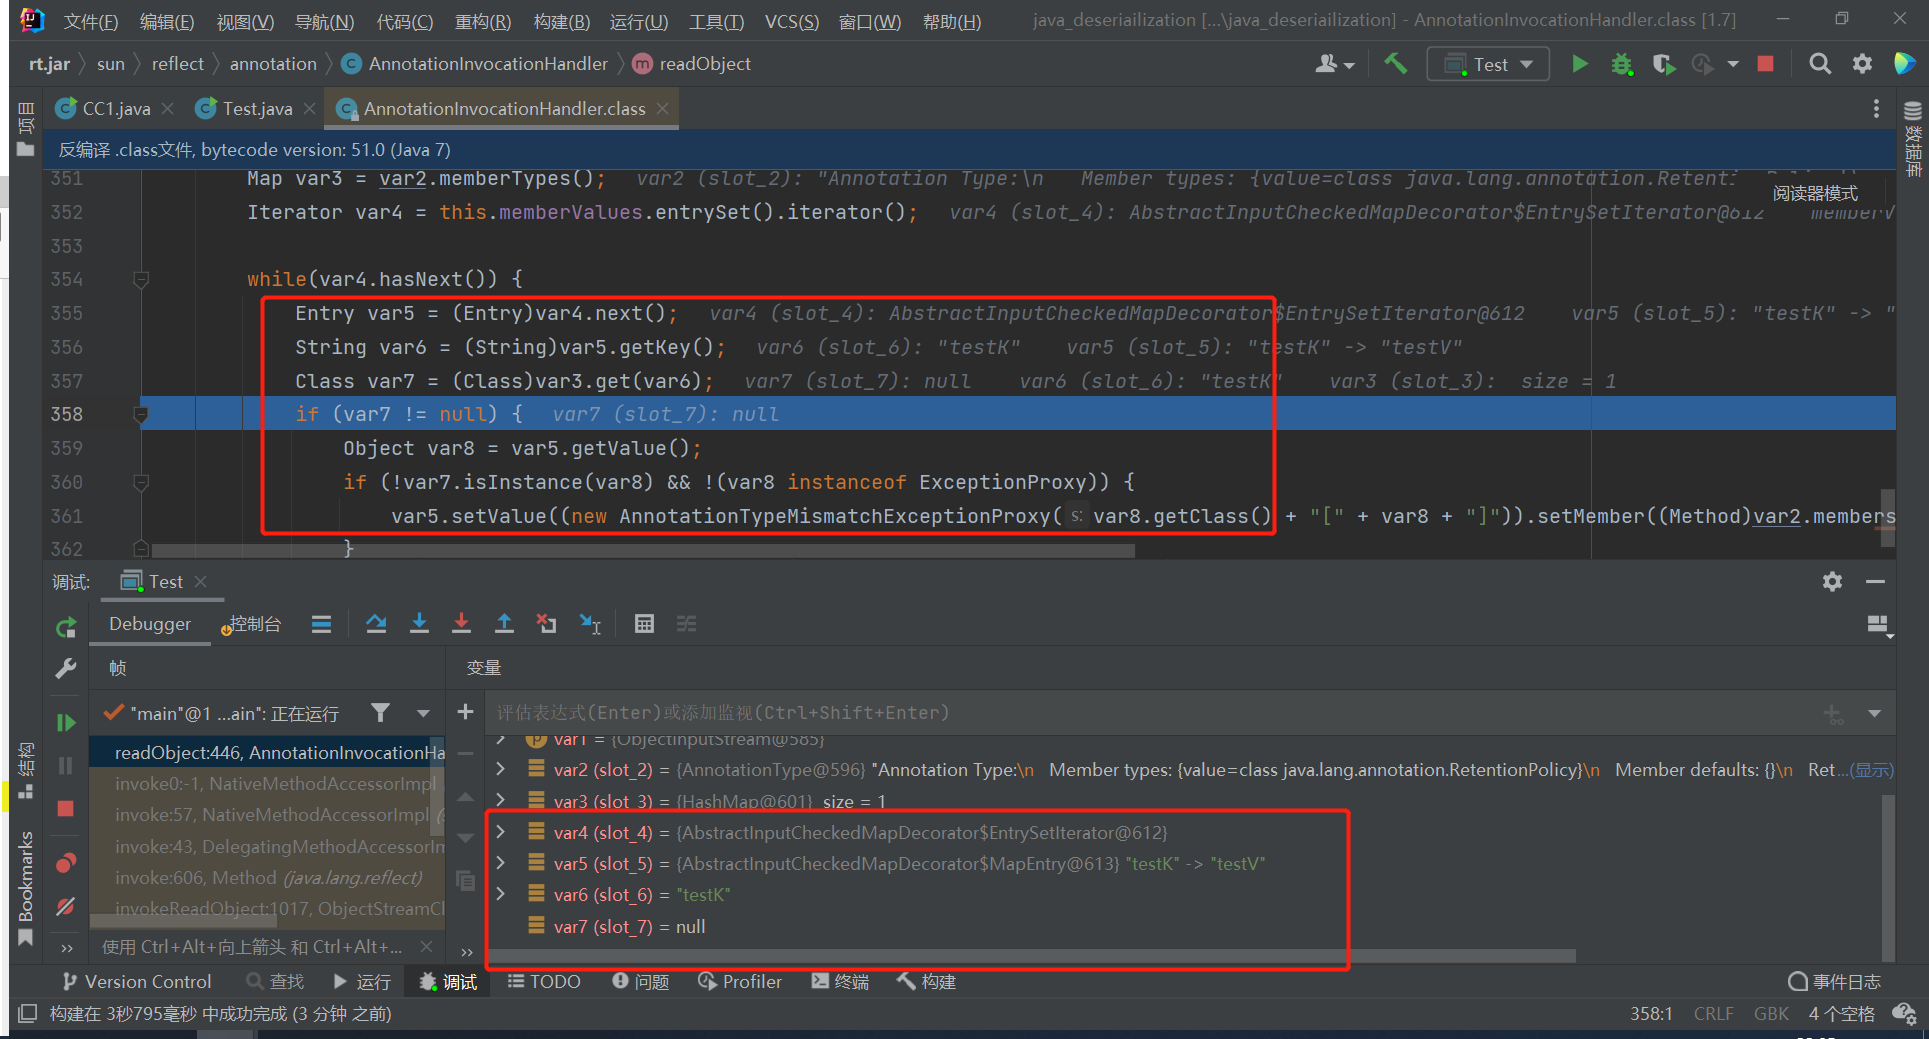 文件(F) 编辑(E) 视图(V) 导航(N) 代码(C) 重构(R) 构建(B) 运行(U) 工具(T) VCS(S) 窗口(W) 帮助(H) java_deseriailization [...\java_deseriailization] - AnnotationInvocationHandler.class [1.7]
rt.jar sun reflect annotation AnnotationInvocationHandler readObject Test
CC1.java Test.java AnnotationInvocationHandler.class
项目
数据库
反编译 .class文件, bytecode version: 51.0 (Java 7)
阅读器模式
351 Map var3 = var2.memberTypes(); var2 (slot_2): "Annotation Type:\n Member types: {value=class java.lang.annotation.Retenti
352 Iterator var4 = this.memberValues.entrySet().iterator(); var4 (slot_4): AbstractInputCheckedMapDecorator$EntrySetIterator@612 memberV
353
354 while(var4.hasNext()) {
355 Entry var5 = (Entry)var4.next(); var4 (slot_4): AbstractInputCheckedMapDecorator$EntrySetIterator@612 var5 (slot_5): "testK" -> "
356 String var6 = (String)var5.getKey(); var6 (slot_6): "testK" var5 (slot_5): "testK" -> "testV"
357 Class var7 = (Class)var3.get(var6); var7 (slot_7): null var6 (slot_6): "testK" var3 (slot_3): size = 1
358 if (var7 != null) { var7 (slot_7): null
359 Object var8 = var5.getValue();
360 if (!var7.isInstance(var8) && !(var8 instanceof ExceptionProxy)) {
361 var5.setValue((new AnnotationTypeMismatchExceptionProxy( s: var8.getClass() + "[" + var8 + "]")).setMember((Method)var2.members
362 }
调试: Test
Debugger 控制台
帧
变量
"main"@1 ...ain": 正在运行
评估表达式(Enter)或添加监视(Ctrl+Shift+Enter)
readObject:446, AnnotationInvocationHa
invoke0:-1, NativeMethodAccessorImpl
invoke:57, NativeMethodAccessorImpl
invoke:43, DelegatingMethodAccessorIm
invoke:606, Method (java.lang.reflect)
invokeReadObject:1017, ObjectStreamCl
使用 Ctrl+Alt+向上箭头 和 Ctrl+Alt+...
var1 = {ObjectInputStream@585}
var2 (slot_2) = {AnnotationType@596} "Annotation Type:\n Member types: {value=class java.lang.annotation.RetentionPolicy}\n Member defaults: {}\n Ret ...(显示)
var3 (slot_3) = {HashMap@601} size = 1
var4 (slot_4) = {AbstractInputCheckedMapDecorator$EntrySetIterator@612}
var5 (slot_5) = {AbstractInputCheckedMapDecorator$MapEntry@613} "testK" -> "testV"
var6 (slot_6) = "testK"
var7 (slot_7) = null
结构
Bookmarks
Version Control 查找 运行 调试 TODO 问题 Profiler 终端 构建 事件日志
构建在 3秒795毫秒 中成功完成 (3 分钟 之前) 358:1 CRLF GBK 4 个空格